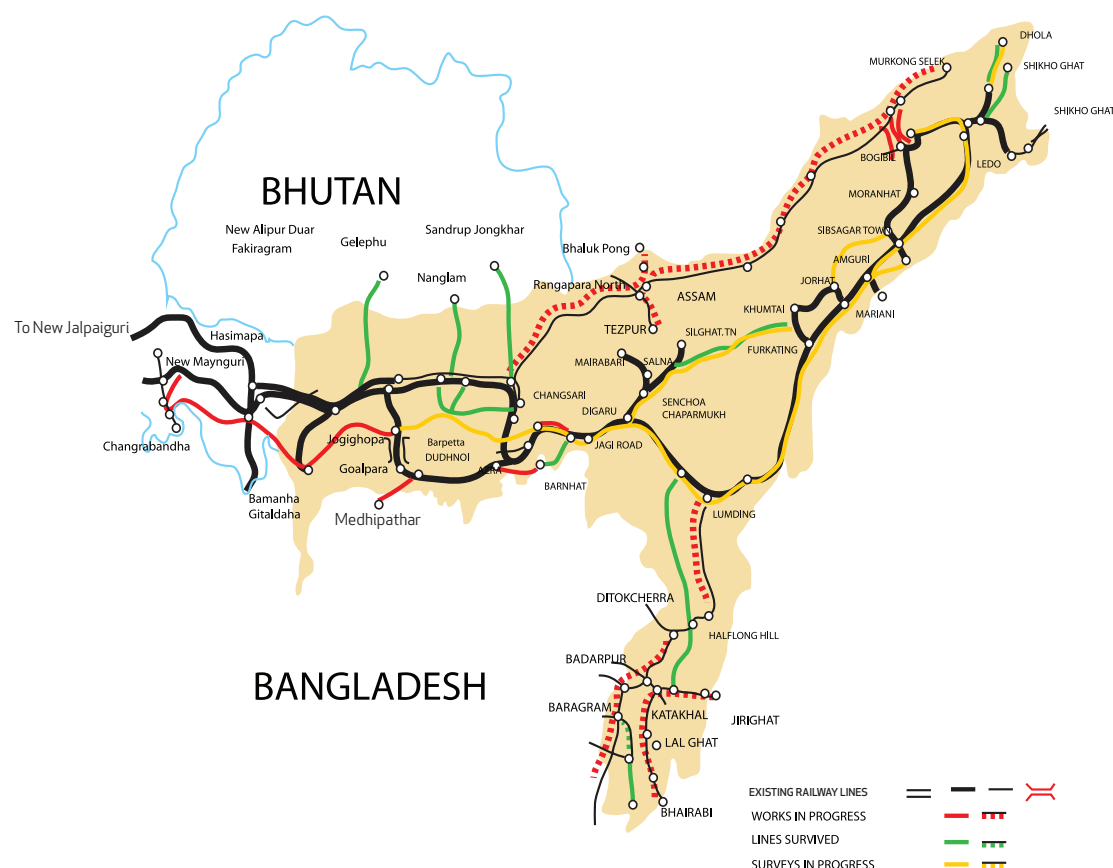 DHOLA
MURKONG SELEK
SHIKHO GHAT
SHIKHO GHAT
BOGIBIL
LEDO
BHUTAN
MORANHAT
New Alipur Duar
Fakiragram
Gelephu
Sandrup Jongkhar
SIBSAGAR TOWN
Bhaluk Pong
AMGURI
Nanglam
Rangapara North
JORHAT
ASSAM
MARIANI
KHUMTAI
To New Jalpaiguri
Hasimapa
TEZPUR
SILGHAT.TN
FURKATING
New Maynguri
MAIRABARI
SALNA
CHANGSARI
SENCHOA
CHAPARMUKH
DIGARU
Changrabandha
Jogighopa
Barpetta
JAGI ROAD
DUDHNOI
Goalpara
AZRA
BARNHAT
Bamanha
Gitaldaha
Medhipathar
LUMDING
DITOKCHERRA
HALFLONG HILL
BADARPUR
BANGLADESH
BARAGRAM
KATAKHAL
JIRIGHAT
LAL GHAT
BHAIRABI
EXISTING RAILWAY LINES
WORKS IN PROGRESS
LINES SURVIVED
SURVEYS IN PROGRESS